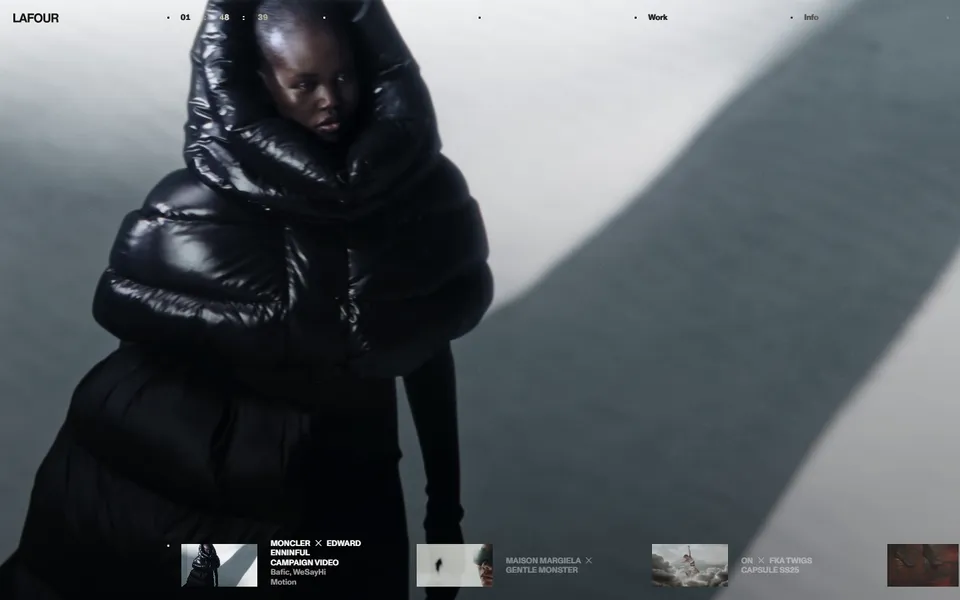 LAFOUR
01 : 48 : 39
Work
Info
MONCLER × EDWARD
ENNINFUL
CAMPAIGN VIDEO
Bafic, WeSayHi
Motion
MAISON MARGIELA ×
GENTLE MONSTER
ON × FKA TWIGS
CAPSULE SS25